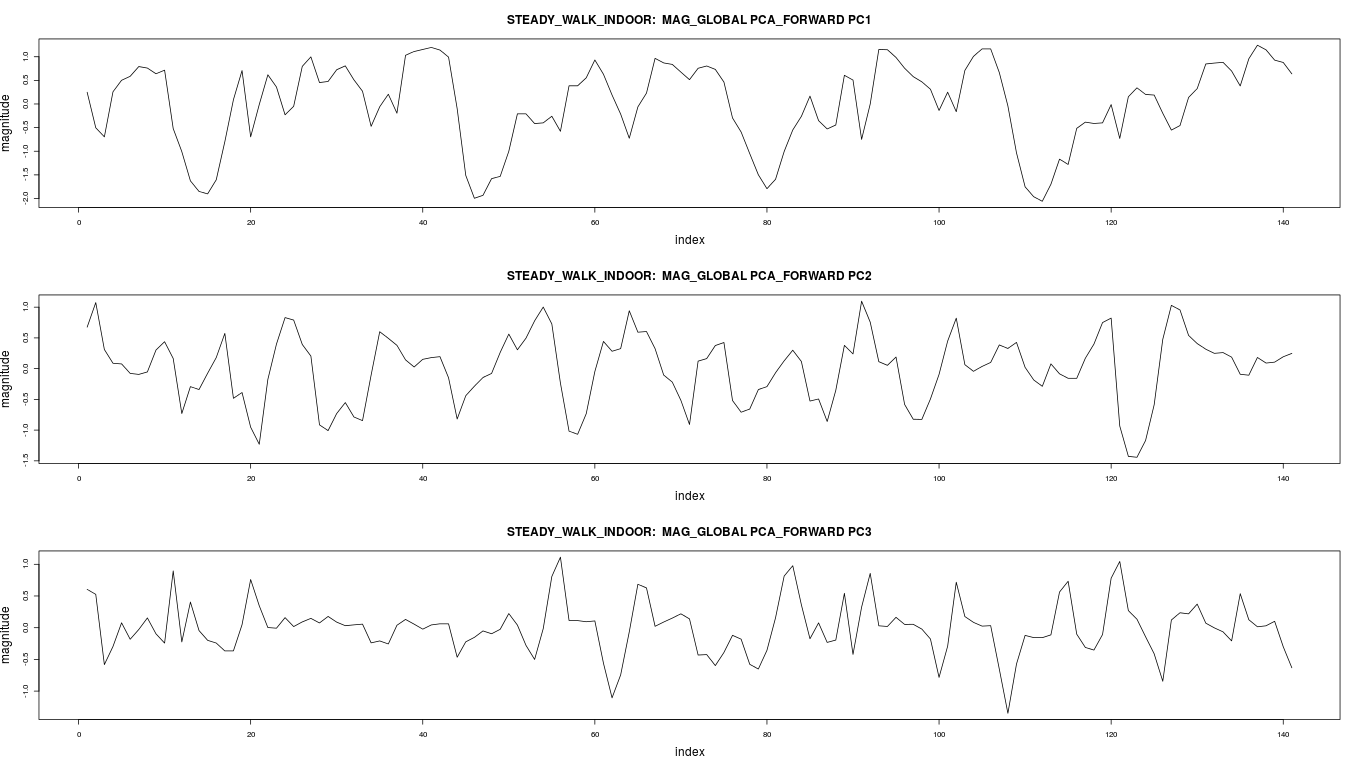 STEADY_WALK_INDOOR:  MAG_GLOBAL PCA_FORWARD PC1
magnitude
1.0
0.5
0.0
-0.5
-1.0
-1.5
-2.0
0 20 40 60 80 100 120 140
index
STEADY_WALK_INDOOR:  MAG_GLOBAL PCA_FORWARD PC2
magnitude
1.0
0.5
0.0
-0.5
-1.0
-1.5
0 20 40 60 80 100 120 140
index
STEADY_WALK_INDOOR:  MAG_GLOBAL PCA_FORWARD PC3
magnitude
1.0
0.5
0.0
-0.5
-1.0
0 20 40 60 80 100 120 140
index